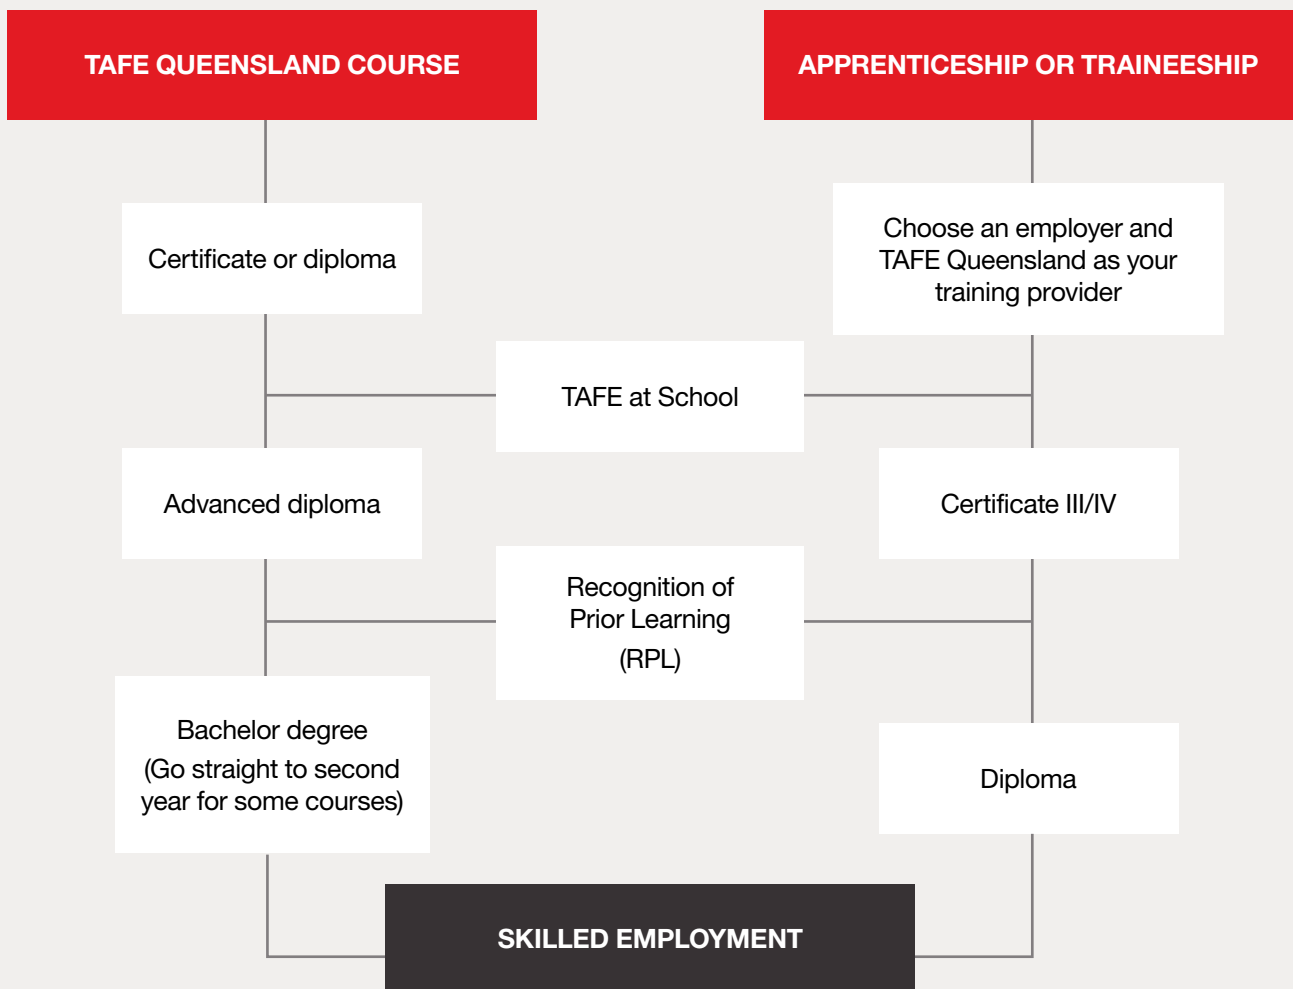 TAFE QUEENSLAND COURSE
APPRENTICESHIP OR TRAINEESHIP
Certificate or diploma
Choose an employer and
TAFE Queensland as your
training provider
TAFE at School
Advanced diploma
Certificate III/IV
Recognition of
Prior Learning
(RPL)
Bachelor degree
(Go straight to second
year for some courses)
Diploma
SKILLED EMPLOYMENT